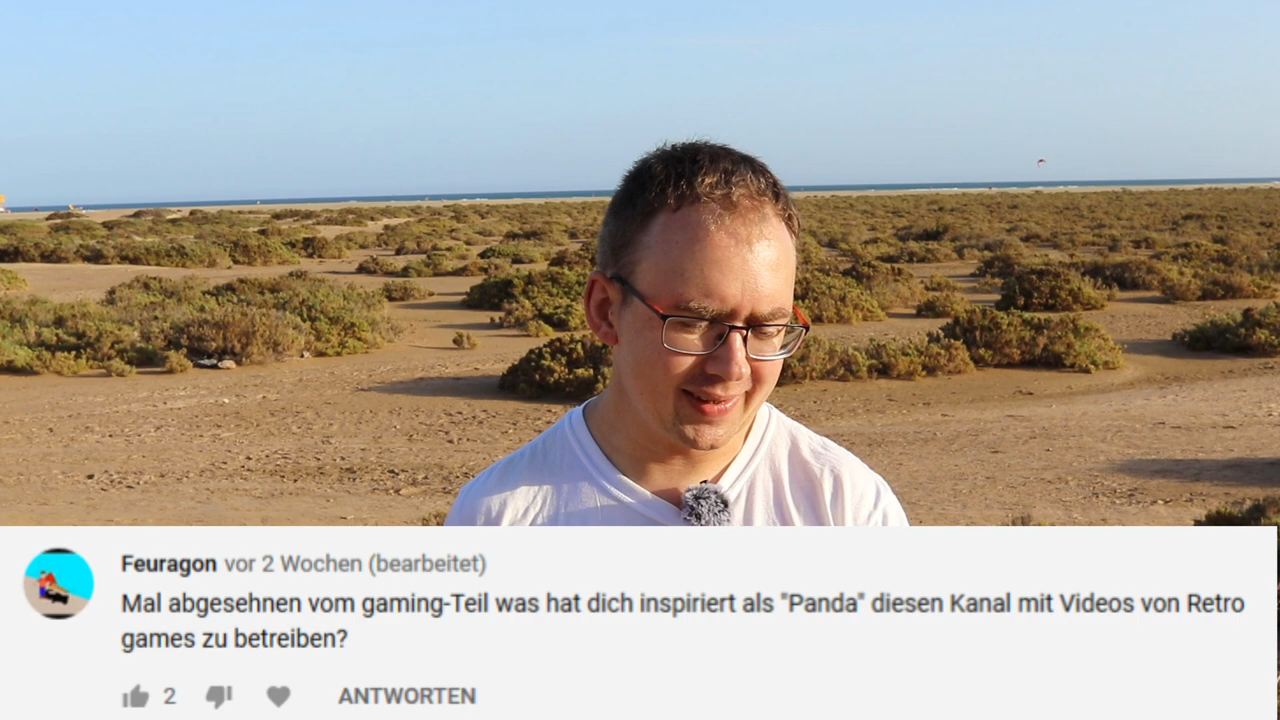 Feuragon vor 2 Wochen (bearbeitet)
Mal abgesehnen vom gaming-Teil was hat dich inspiriert als "Panda" diesen Kanal mit Videos von Retro
games zu betreiben?
2 ANTWORTEN